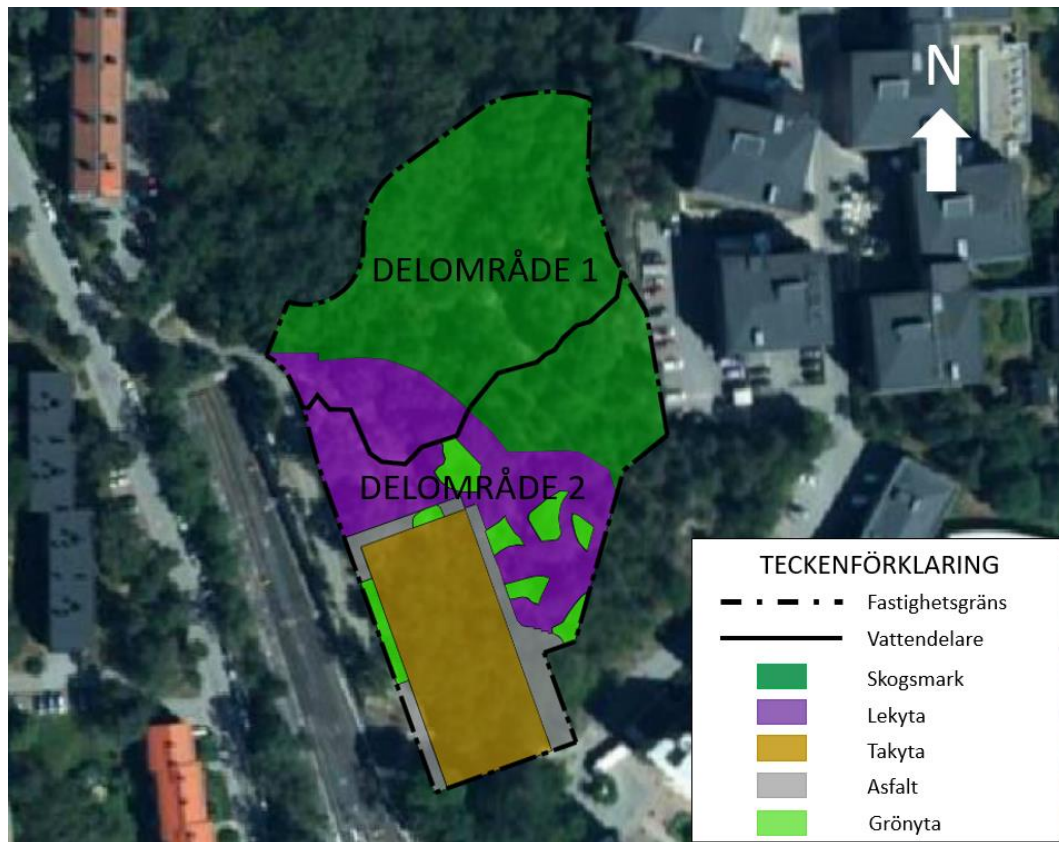 N
DELOMRÅDE 1
DELOMRÅDE 2
TECKENFÖRKLARING
Fastighetsgräns
Vattendelare
Skogsmark
Lekyta
Takyta
Asfalt
Grönyta